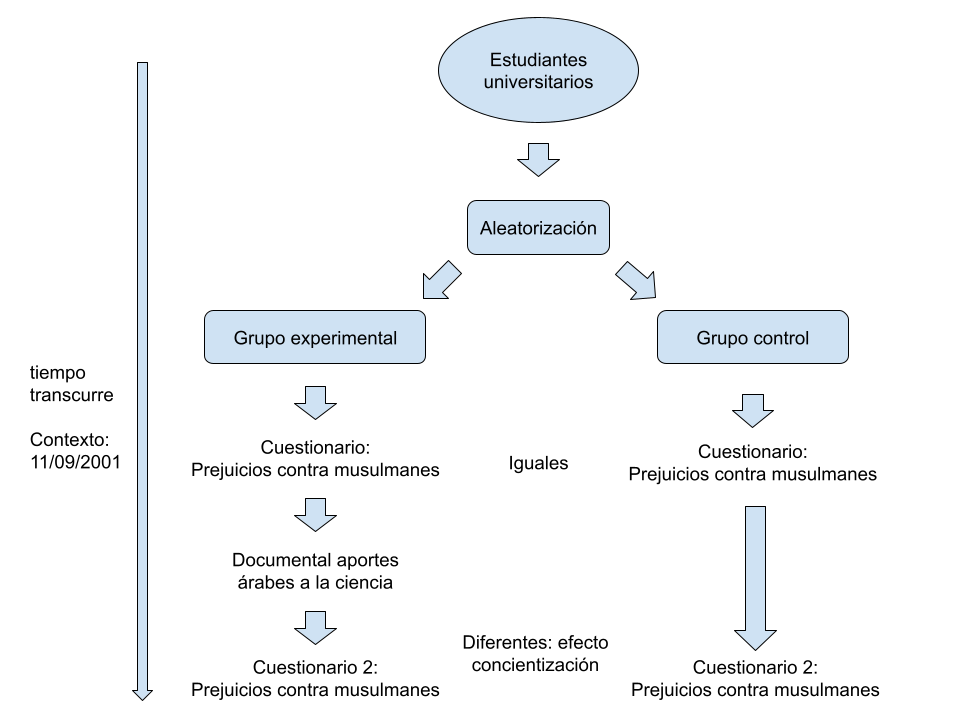 Estudiantes
universitarios
Aleatorización
Grupo experimental
Grupo control
tiempo
transcurre
Contexto:
11/09/2001
Cuestionario:
Prejuicios contra musulmanes
Iguales
Cuestionario:
Prejuicios contra musulmanes
Documental aportes
árabes a la ciencia
Diferentes: efecto
concientización
Cuestionario 2:
Prejuicios contra musulmanes
Cuestionario 2:
Prejuicios contra musulmanes